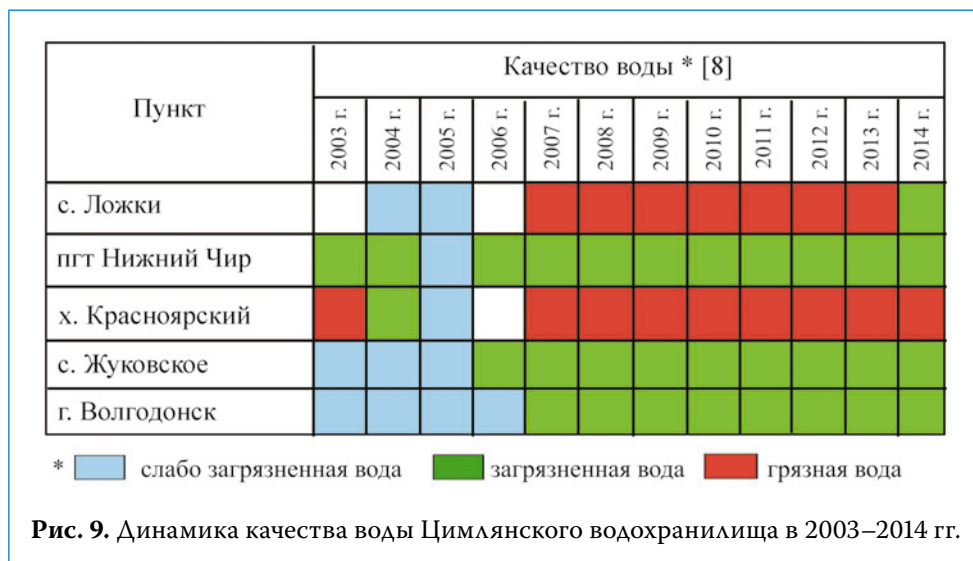 Пункт
Качество воды * [8]
2003 г.
2004 г.
2005 г.
2006 г.
2007 г.
2008 г.
2009 г.
2010 г.
2011 г.
2012 г.
2013 г.
2014 г.
с. Ложки
пгт Нижний Чир
х. Красноярский
с. Жуковское
г. Волгодонск
* слабо загрязненная вода загрязненная вода грязная вода
Рис. 9. Динамика качества воды Цимлянского водохранилища в 2003–2014 гг.